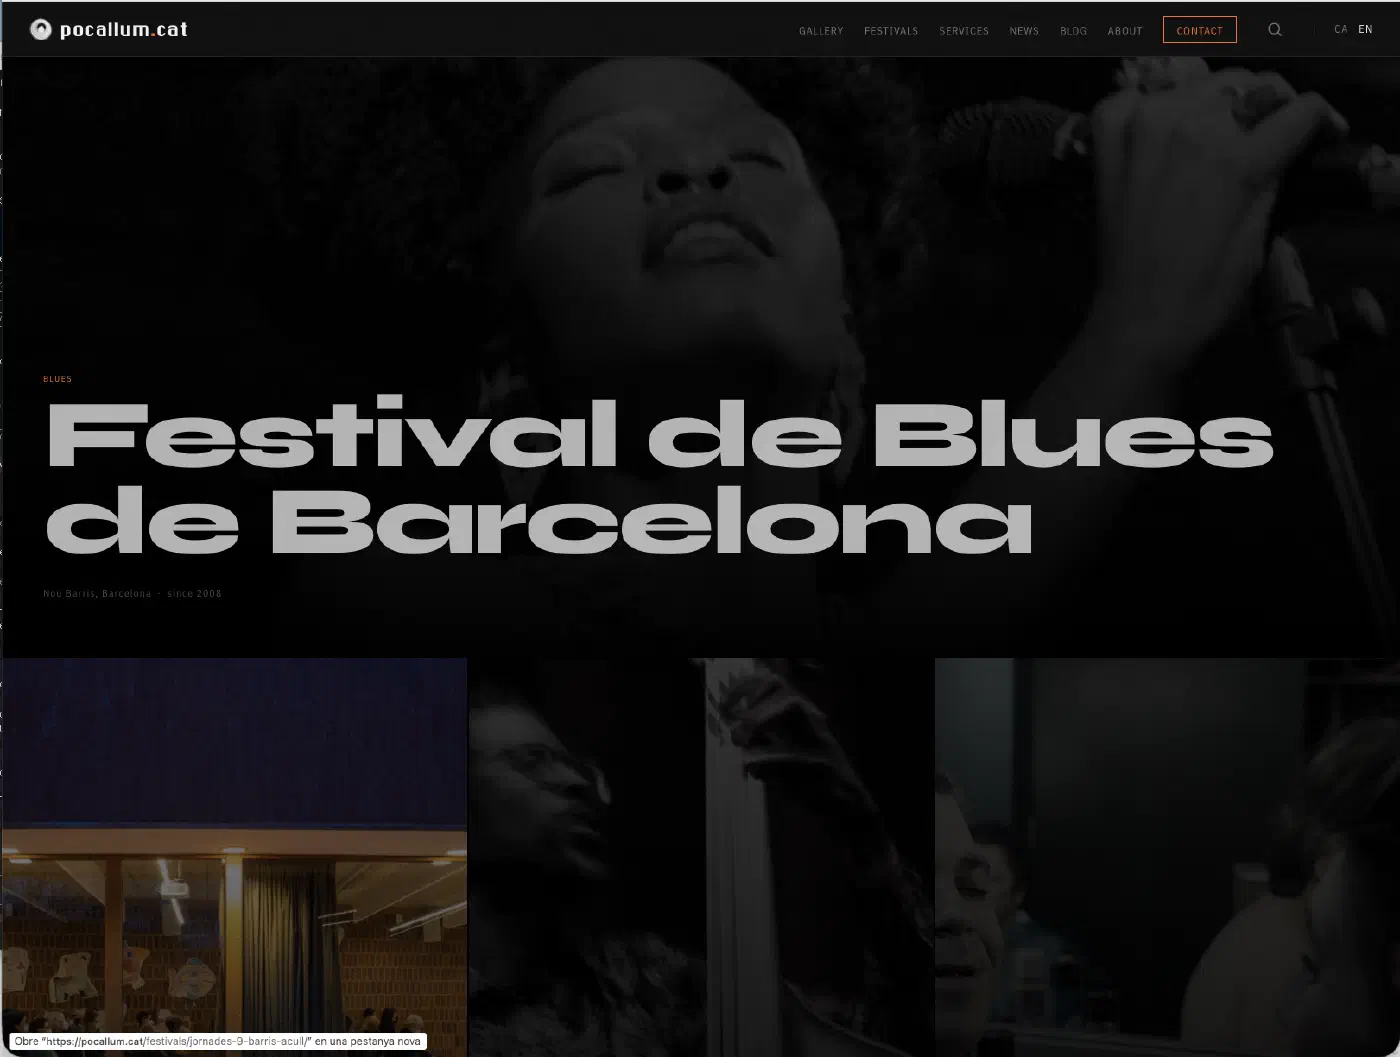 pocallum.cat
GALLERY FESTIVALS SERVICES NEWS BLOG ABOUT CONTACT CA EN
BLUES
Festival de Blues
de Barcelona
Nou Barris, Barcelona · since 2008
Obre “https://pocallum.cat/festivals/jornades-9-barris-acull/” en una pestanya nova